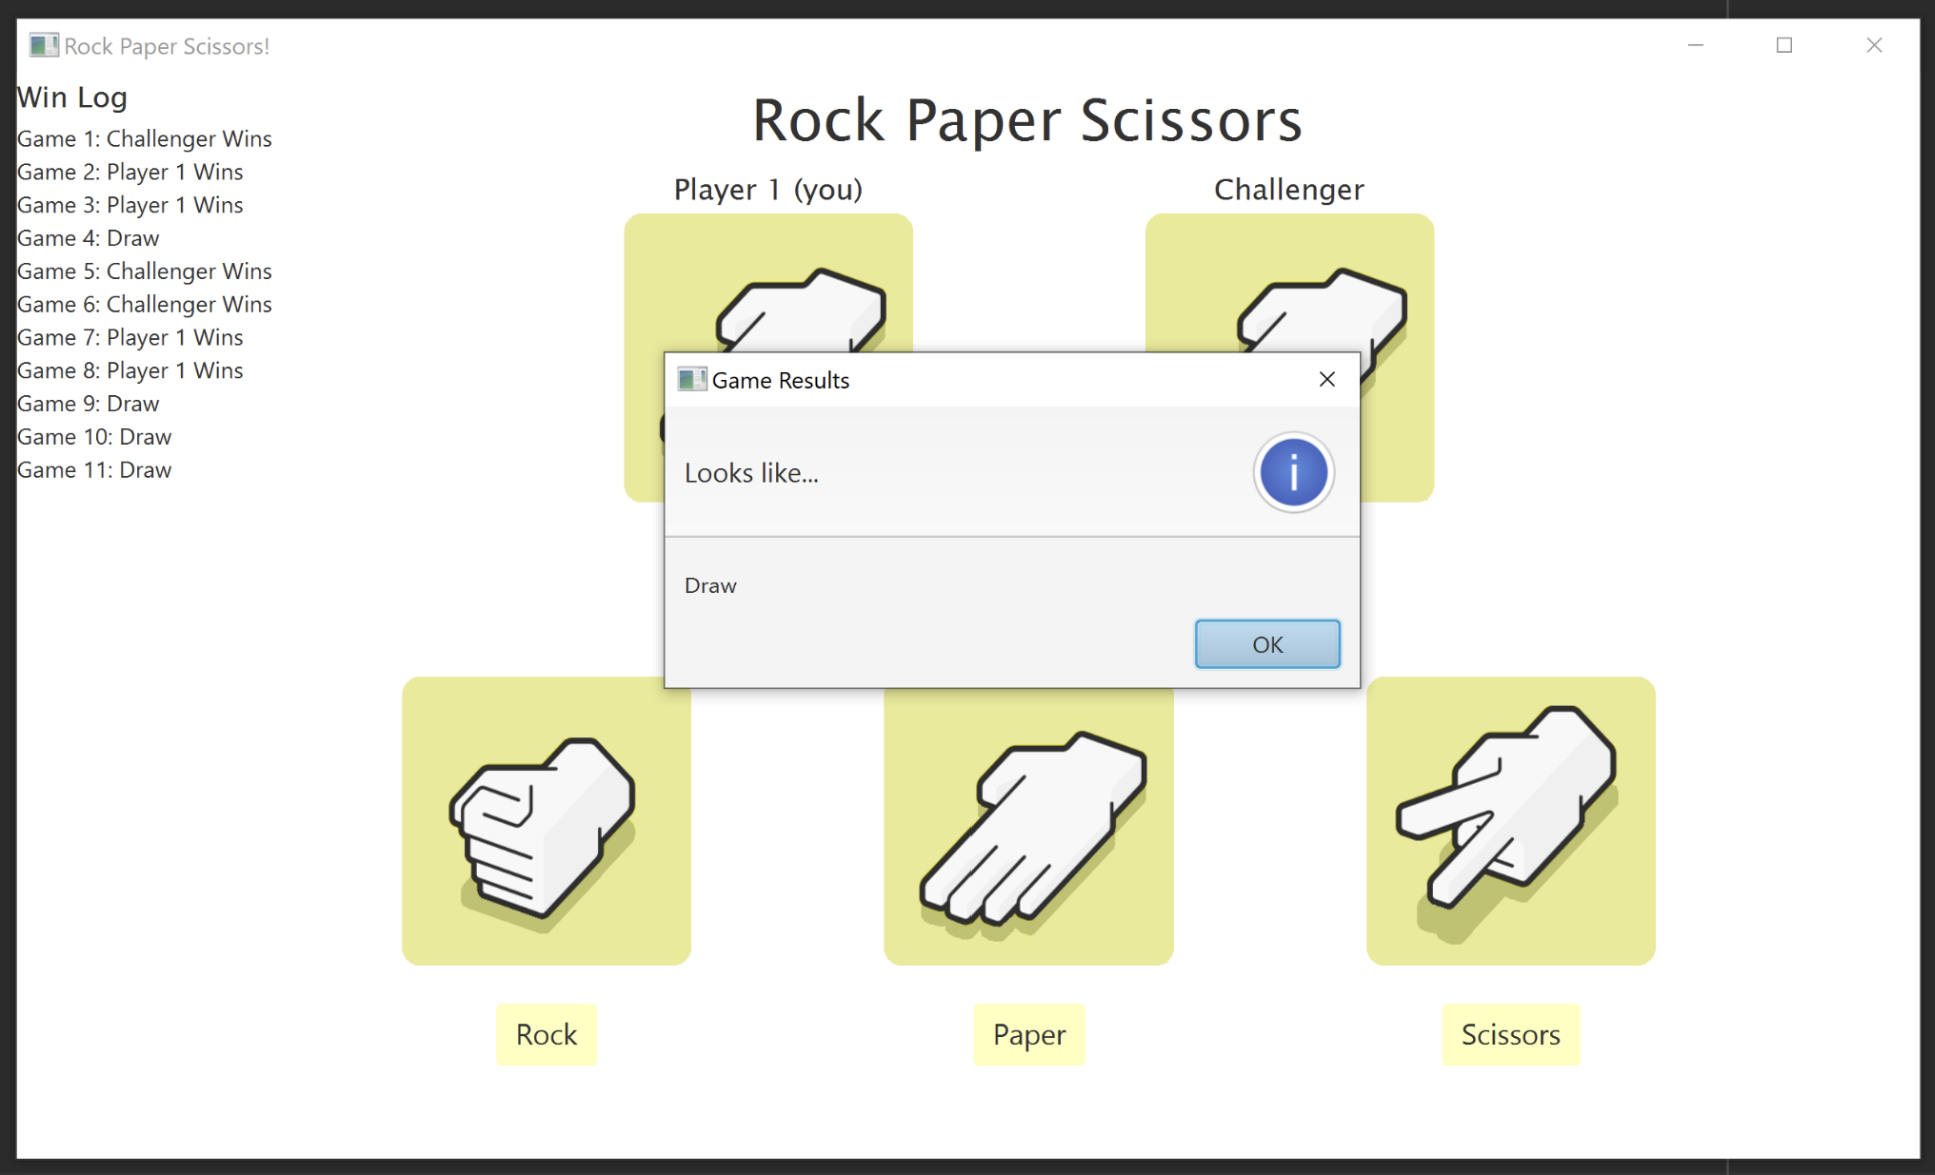 Rock Paper Scissors!
Win Log
Game 1: Challenger Wins
Game 2: Player 1 Wins
Game 3: Player 1 Wins
Game 4: Draw
Game 5: Challenger Wins
Game 6: Challenger Wins
Game 7: Player 1 Wins
Game 8: Player 1 Wins
Game 9: Draw
Game 10: Draw
Game 11: Draw
Rock Paper Scissors
Player 1 (you)
Challenger
Game Results
Looks like...
i
Draw
OK
Rock
Paper
Scissors